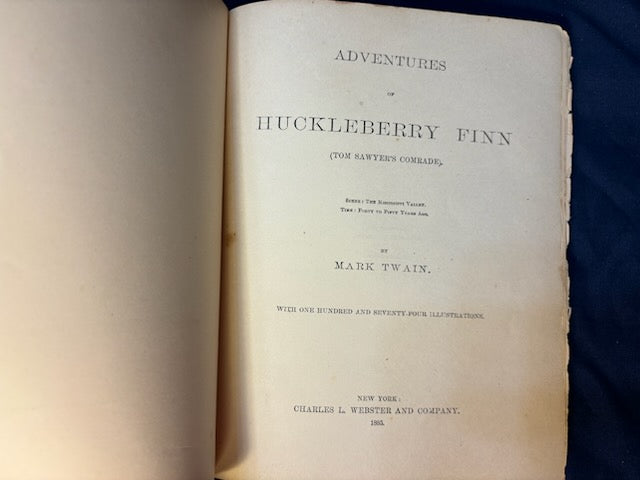 ADVENTURES
OF
HUCKLEBERRY FINN
(TOM SAWYER'S COMRADE).
SCENE: THE MISSISSIPPI VALLEY.
TIME: FORTY TO FIFTY YEARS AGO.
BY
MARK TWAIN.
WITH ONE HUNDRED AND SEVENTY-FOUR ILLUSTRATIONS.
NEW YORK:
CHARLES L. WEBSTER AND COMPANY.
1885.